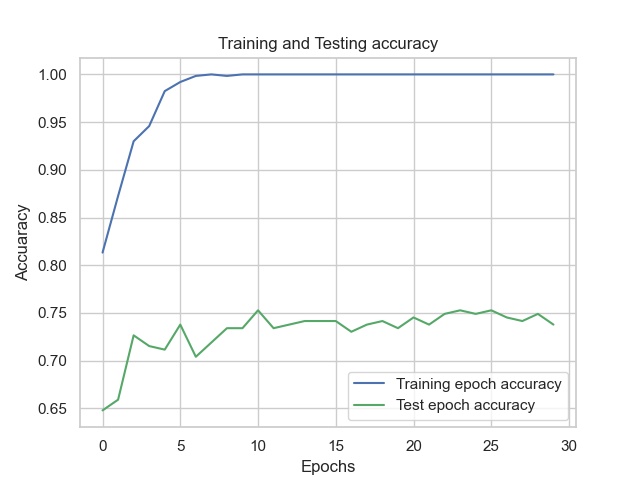 Training and Testing accuracy
1.00
0.95
0.90
0.85
0.80
0.75
0.70
0.65
Accuaracy
0 5 10 15 20 25 30
Epochs
Training epoch accuracy
Test epoch accuracy